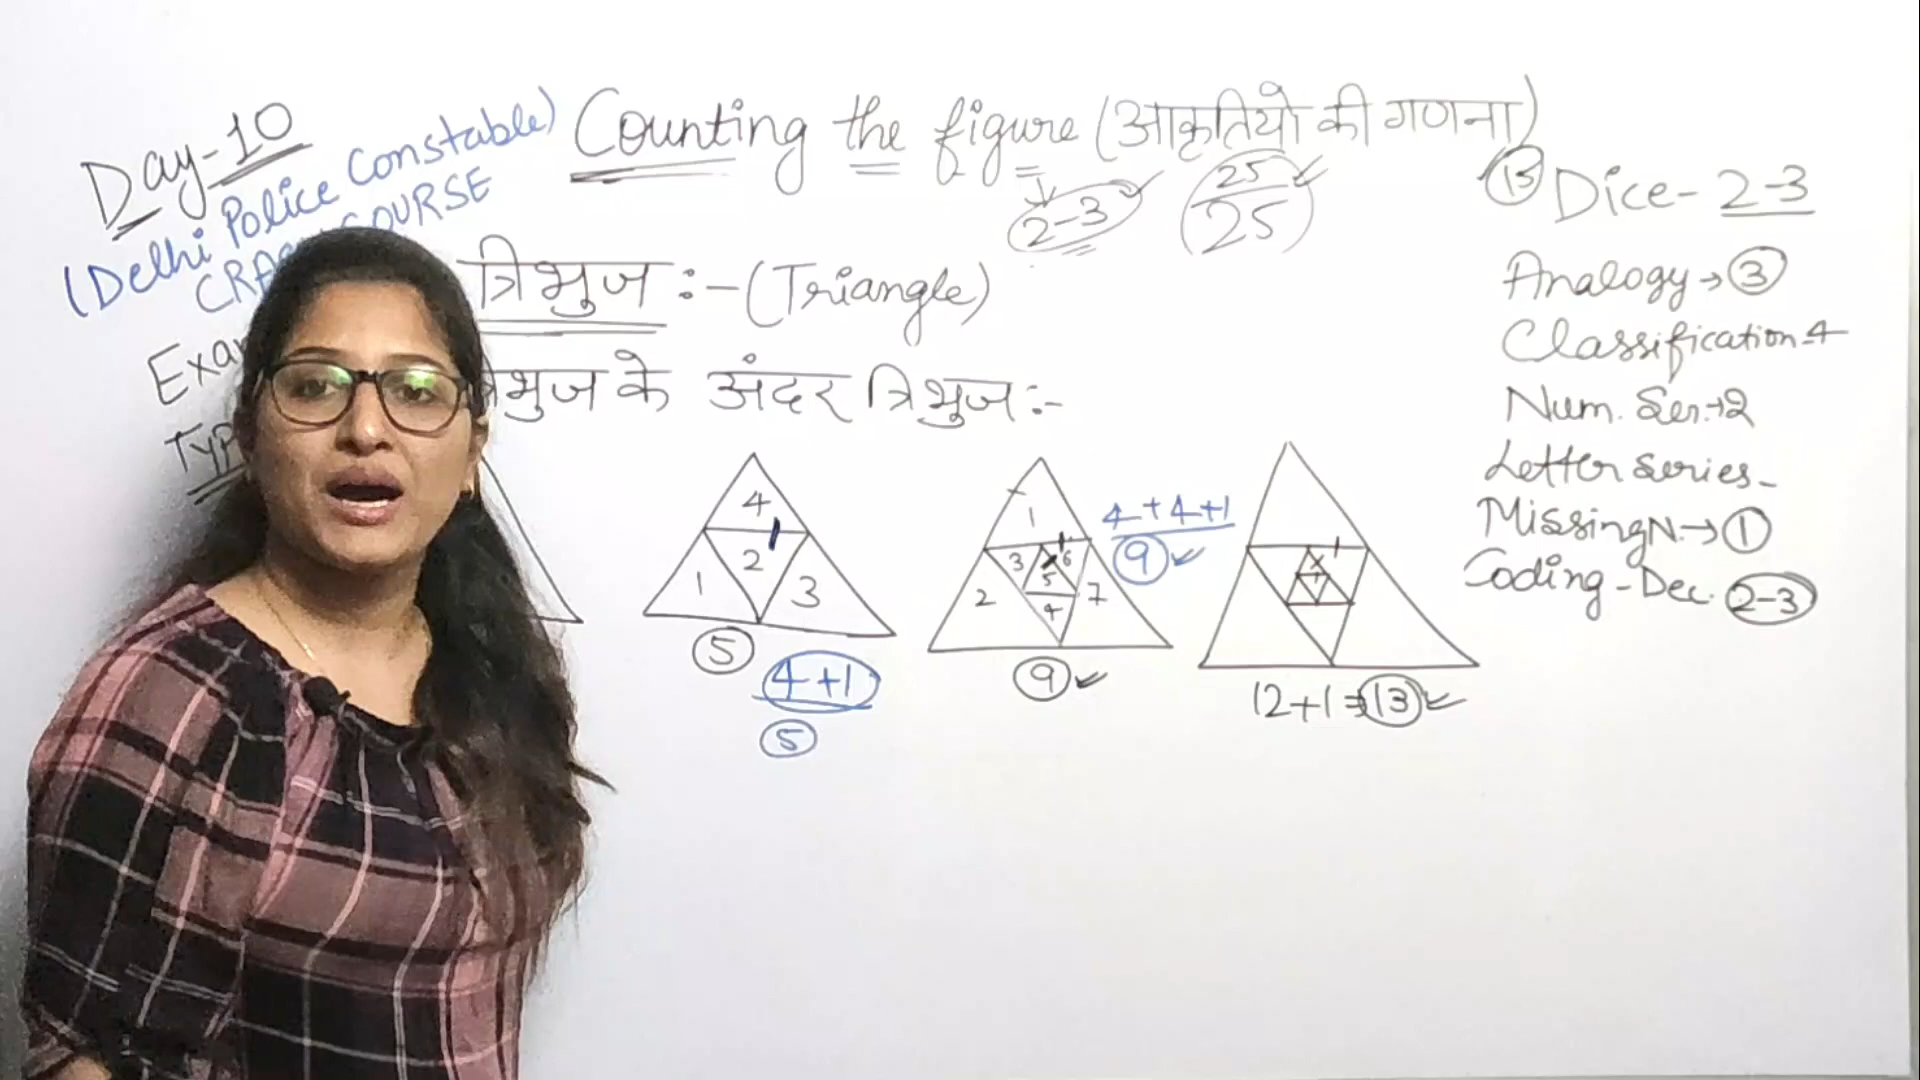 Day-10
(Delhi Police Constable)
COURSE
Counting the figure (आकृतियो की गणना)
2-3
25
25
त्रिभुज :- (Triangle)
के अंदर त्रिभुज :-
4
2
1
3
5
4+1
5
1
3
6
5
2
4
7
9
4+4+1
9
12+1=13
13 Dice- 2-3
Analogy → 3
Classification - 4
Num. Ser. → 2
Letter Series -
Missing N. → 1
Coding - Dec. 2-3